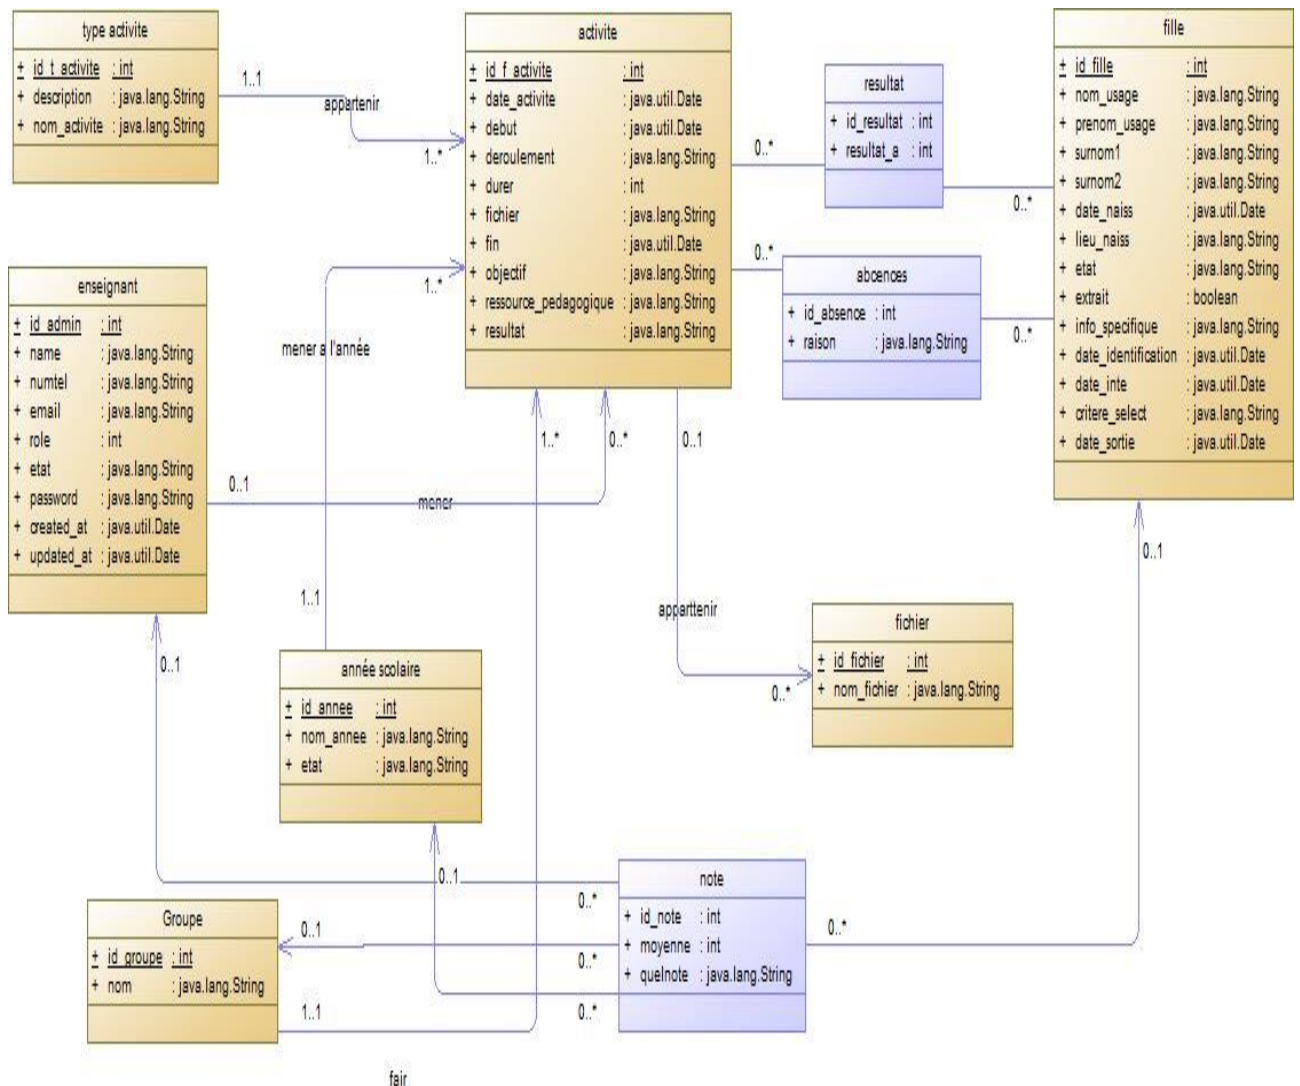 type activite
+ id_t_activite : int
+ description : java.lang.String
+ nom_activite : java.lang.String
1..1
appartenir
1..*
activite
+ id_f_activite : int
+ date_activite : java.util.Date
+ debut : java.util.Date
+ deroulement : java.lang.String
+ durer : int
+ fichier : java.lang.String
+ fin : java.util.Date
+ objectif : java.lang.String
+ ressource_pedagogique : java.lang.String
+ resultat : java.lang.String
resultat
+ id_resultat : int
+ resultat_a : int
0..*
0..*
fille
+ id_fille : int
+ nom_usage : java.lang.String
+ prenom_usage : java.lang.String
+ surnom1 : java.lang.String
+ surnom2 : java.lang.String
+ date_naiss : java.util.Date
+ lieu_naiss : java.lang.String
+ etat : java.lang.String
+ extrait : boolean
+ info_specifique : java.lang.String
+ date_identification : java.util.Date
+ date_inte : java.util.Date
+ critere_select : java.lang.String
+ date_sortie : java.util.Date
abcences
+ id_absence : int
+ raison : java.lang.String
0..*
0..*
enseignant
+ id_admin : int
+ name : java.lang.String
+ numtel : java.lang.String
+ email : java.lang.String
+ role : int
+ etat : java.lang.String
+ password : java.lang.String
+ created_at : java.util.Date
+ updated_at : java.util.Date
1..*
mener a l'année
1..1
0..1
mener
0..*
1..*
0..1
appartenir
0..*
0..1
0..1
année scolaire
+ id_annee : int
+ nom_annee : java.lang.String
+ etat : java.lang.String
fichier
+ id_fichier : int
+ nom_fichier : java.lang.String
0..1
0..*
note
+ id_note : int
+ moyenne : int
+ quelnote : java.lang.String
0..*
Groupe
+ id_groupe : int
+ nom : java.lang.String
0..1
0..*
1..1
0..*
fair